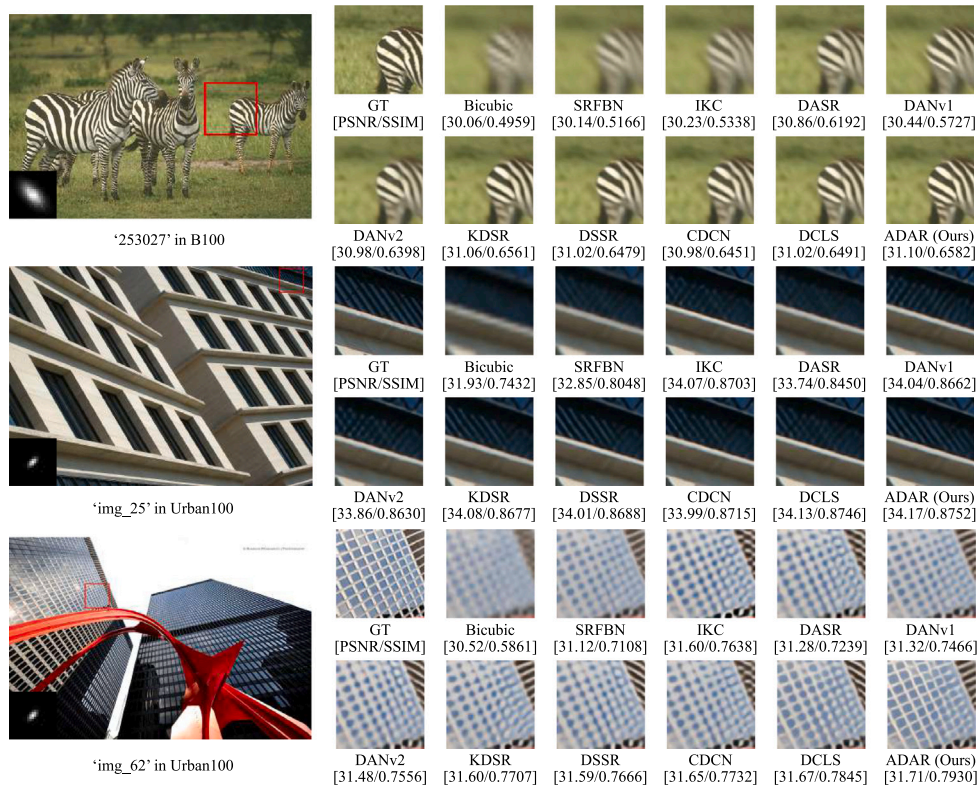 GT Bicubic SRFBN IKC DASR DANv1
[PSNR/SSIM] [30.06/0.4959] [30.14/0.5166] [30.23/0.5338] [30.86/0.6192] [30.44/0.5727]
DANv2 KDSR DSSR CDCN DCLS ADAR (Ours)
[30.98/0.6398] [31.06/0.6561] [31.02/0.6479] [30.98/0.6451] [31.02/0.6491] [31.10/0.6582]
‘253027’ in B100
GT Bicubic SRFBN IKC DASR DANv1
[PSNR/SSIM] [31.93/0.7432] [32.85/0.8048] [34.07/0.8703] [33.74/0.8450] [34.04/0.8662]
DANv2 KDSR DSSR CDCN DCLS ADAR (Ours)
[33.86/0.8630] [34.08/0.8677] [34.01/0.8688] [33.99/0.8715] [34.13/0.8746] [34.17/0.8752]
‘img_25’ in Urban100
GT Bicubic SRFBN IKC DASR DANv1
[PSNR/SSIM] [30.52/0.5861] [31.12/0.7108] [31.60/0.7638] [31.28/0.7239] [31.32/0.7466]
DANv2 KDSR DSSR CDCN DCLS ADAR (Ours)
[31.48/0.7556] [31.60/0.7707] [31.59/0.7666] [31.65/0.7732] [31.67/0.7845] [31.71/0.7930]
‘img_62’ in Urban100